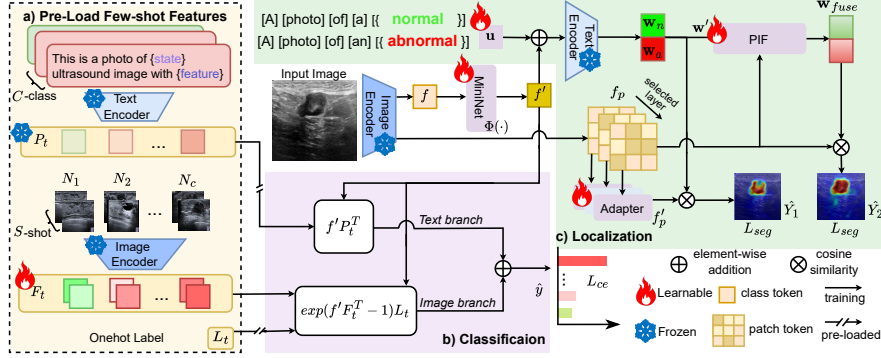 a) Pre-Load Few-shot Features
This is a photo of {state}
ultrasound image with {feature}
C-class
Text
Encoder
P_t
...
N_1 N_2 N_c
...
S-shot
Image
Encoder
F_t
...
Onehot Label L_t
[A] [photo] [of] [a] [{ normal }]
[A] [photo] [of] [an] [{ abnormal }]
u
Text
Encoder
w_n
w_a
w'
PIF
w_fuse
Input Image
Image
Encoder
f
MiniNet
Φ(·)
f'
f_p
selected
layer
Adapter
f'_p
L_seg
Ŷ_1
L_seg
Ŷ_2
f'P_t^T
Text branch
exp(f'F_t^T − 1)L_t
Image branch
b) Classificaion
ŷ
c) Localization
L_ce
element-wise
addition
cosine
similarity
Learnable
class token
training
Frozen
patch token
pre-loaded